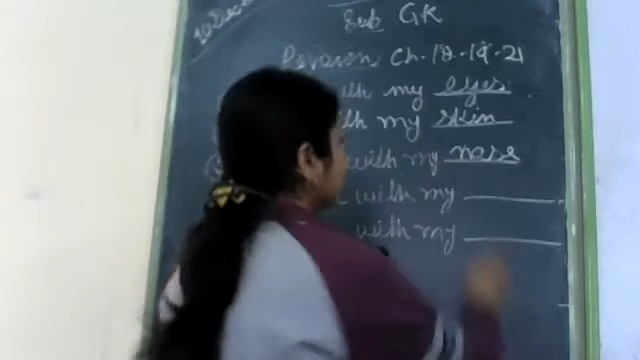 Sub GK
Revision Ch. 18.19.21
with my eyes
with my skin
with my nose
with my
with my